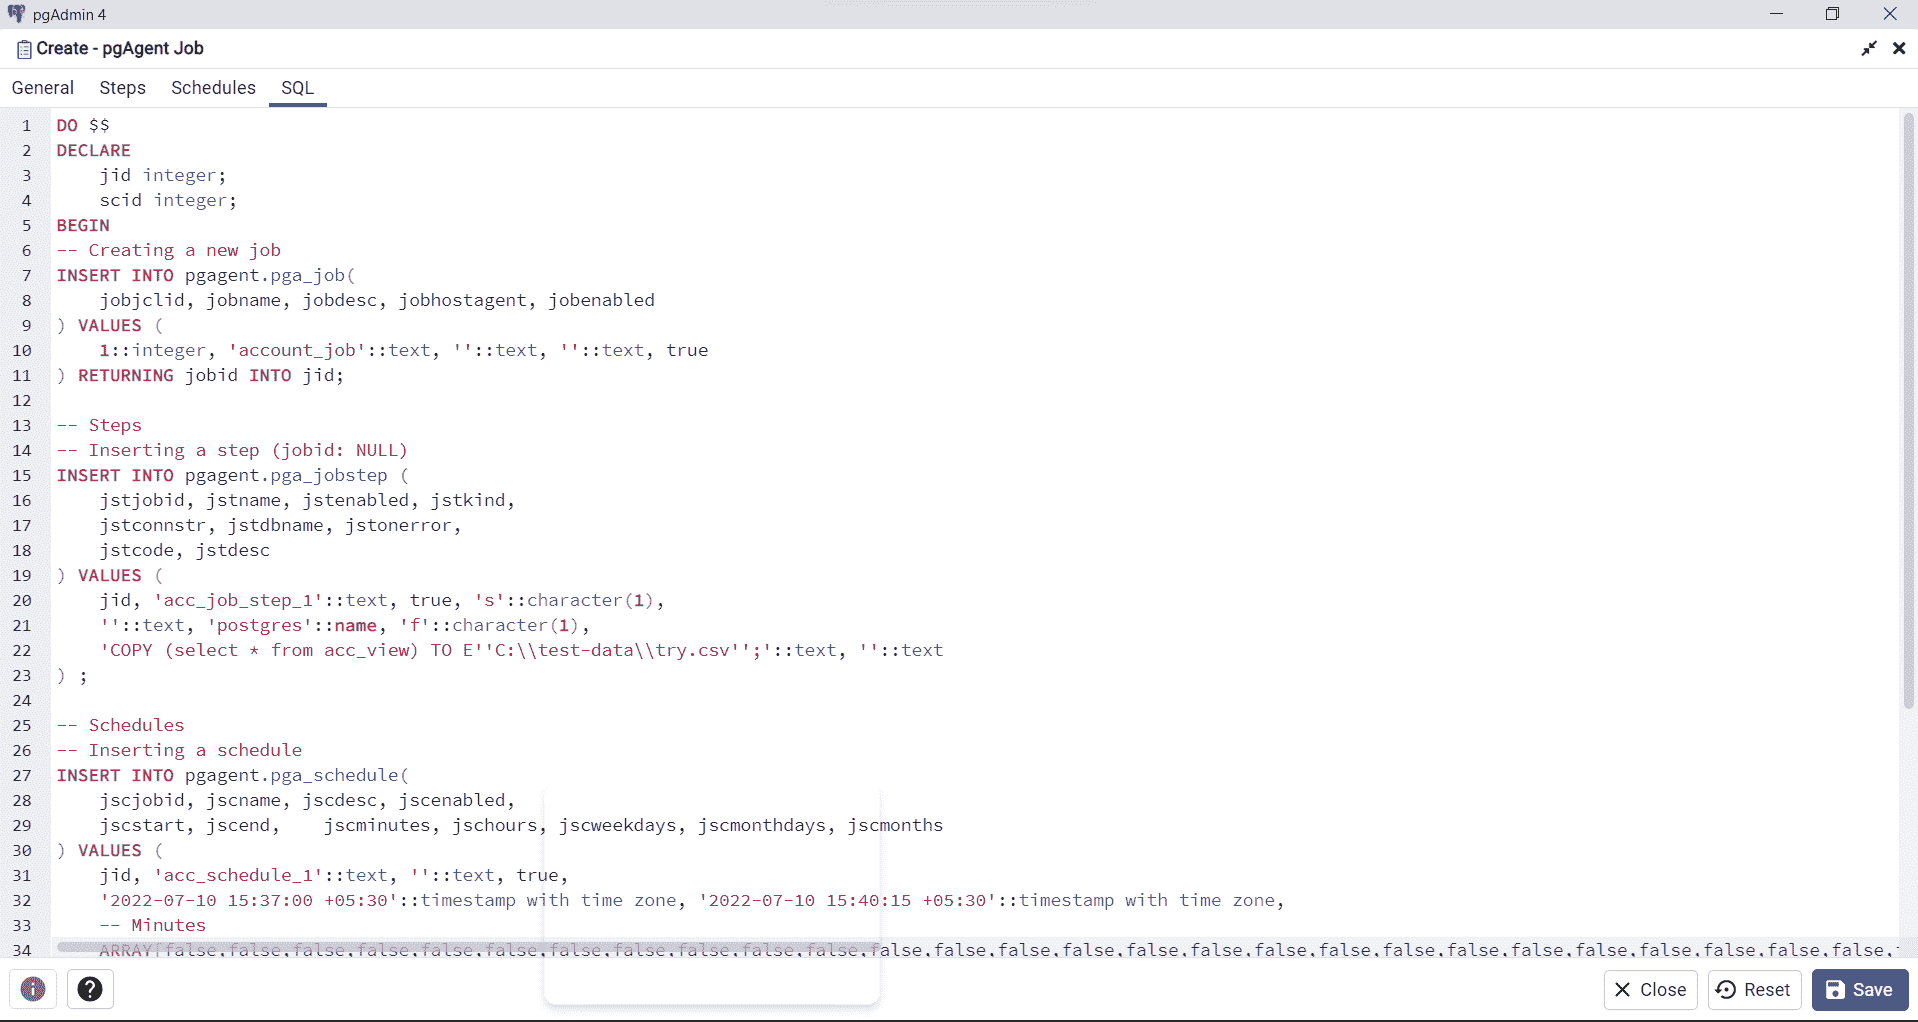 pgAdmin 4
Create - pgAgent Job
General Steps Schedules SQL
1 DO $$
2 DECLARE
3 jid integer;
4 scid integer;
5 BEGIN
6 -- Creating a new job
7 INSERT INTO pgagent.pga_job(
8 jobjclid, jobname, jobdesc, jobhostagent, jobenabled
9 ) VALUES (
10 1::integer, 'account_job'::text, ''::text, ''::text, true
11 ) RETURNING jobid INTO jid;
12
13 -- Steps
14 -- Inserting a step (jobid: NULL)
15 INSERT INTO pgagent.pga_jobstep (
16 jstjobid, jstname, jstenabled, jstkind,
17 jstconnstr, jstdbname, jstonerror,
18 jstcode, jstdesc
19 ) VALUES (
20 jid, 'acc_job_step_1'::text, true, 's'::character(1),
21 ''::text, 'postgres'::name, 'f'::character(1),
22 'COPY (select * from acc_view) TO E''C:\\test-data\\try.csv'';'::text, ''::text
23 ) ;
24
25 -- Schedules
26 -- Inserting a schedule
27 INSERT INTO pgagent.pga_schedule(
28 jscjobid, jscname, jscdesc, jscenabled,
29 jscstart, jscend, jscminutes, jschours, jscweekdays, jscmonthdays, jscmonths
30 ) VALUES (
31 jid, 'acc_schedule_1'::text, ''::text, true,
32 '2022-07-10 15:37:00 +05:30'::timestamp with time zone, '2022-07-10 15:40:15 +05:30'::timestamp with time zone,
33 -- Minutes
34 ARRAY[false,false,false,false,false,false,false,false,false,false,false,false,false,false,false,false,false,false,false,false,false,false,false,false,false,false,false,
Close Reset Save